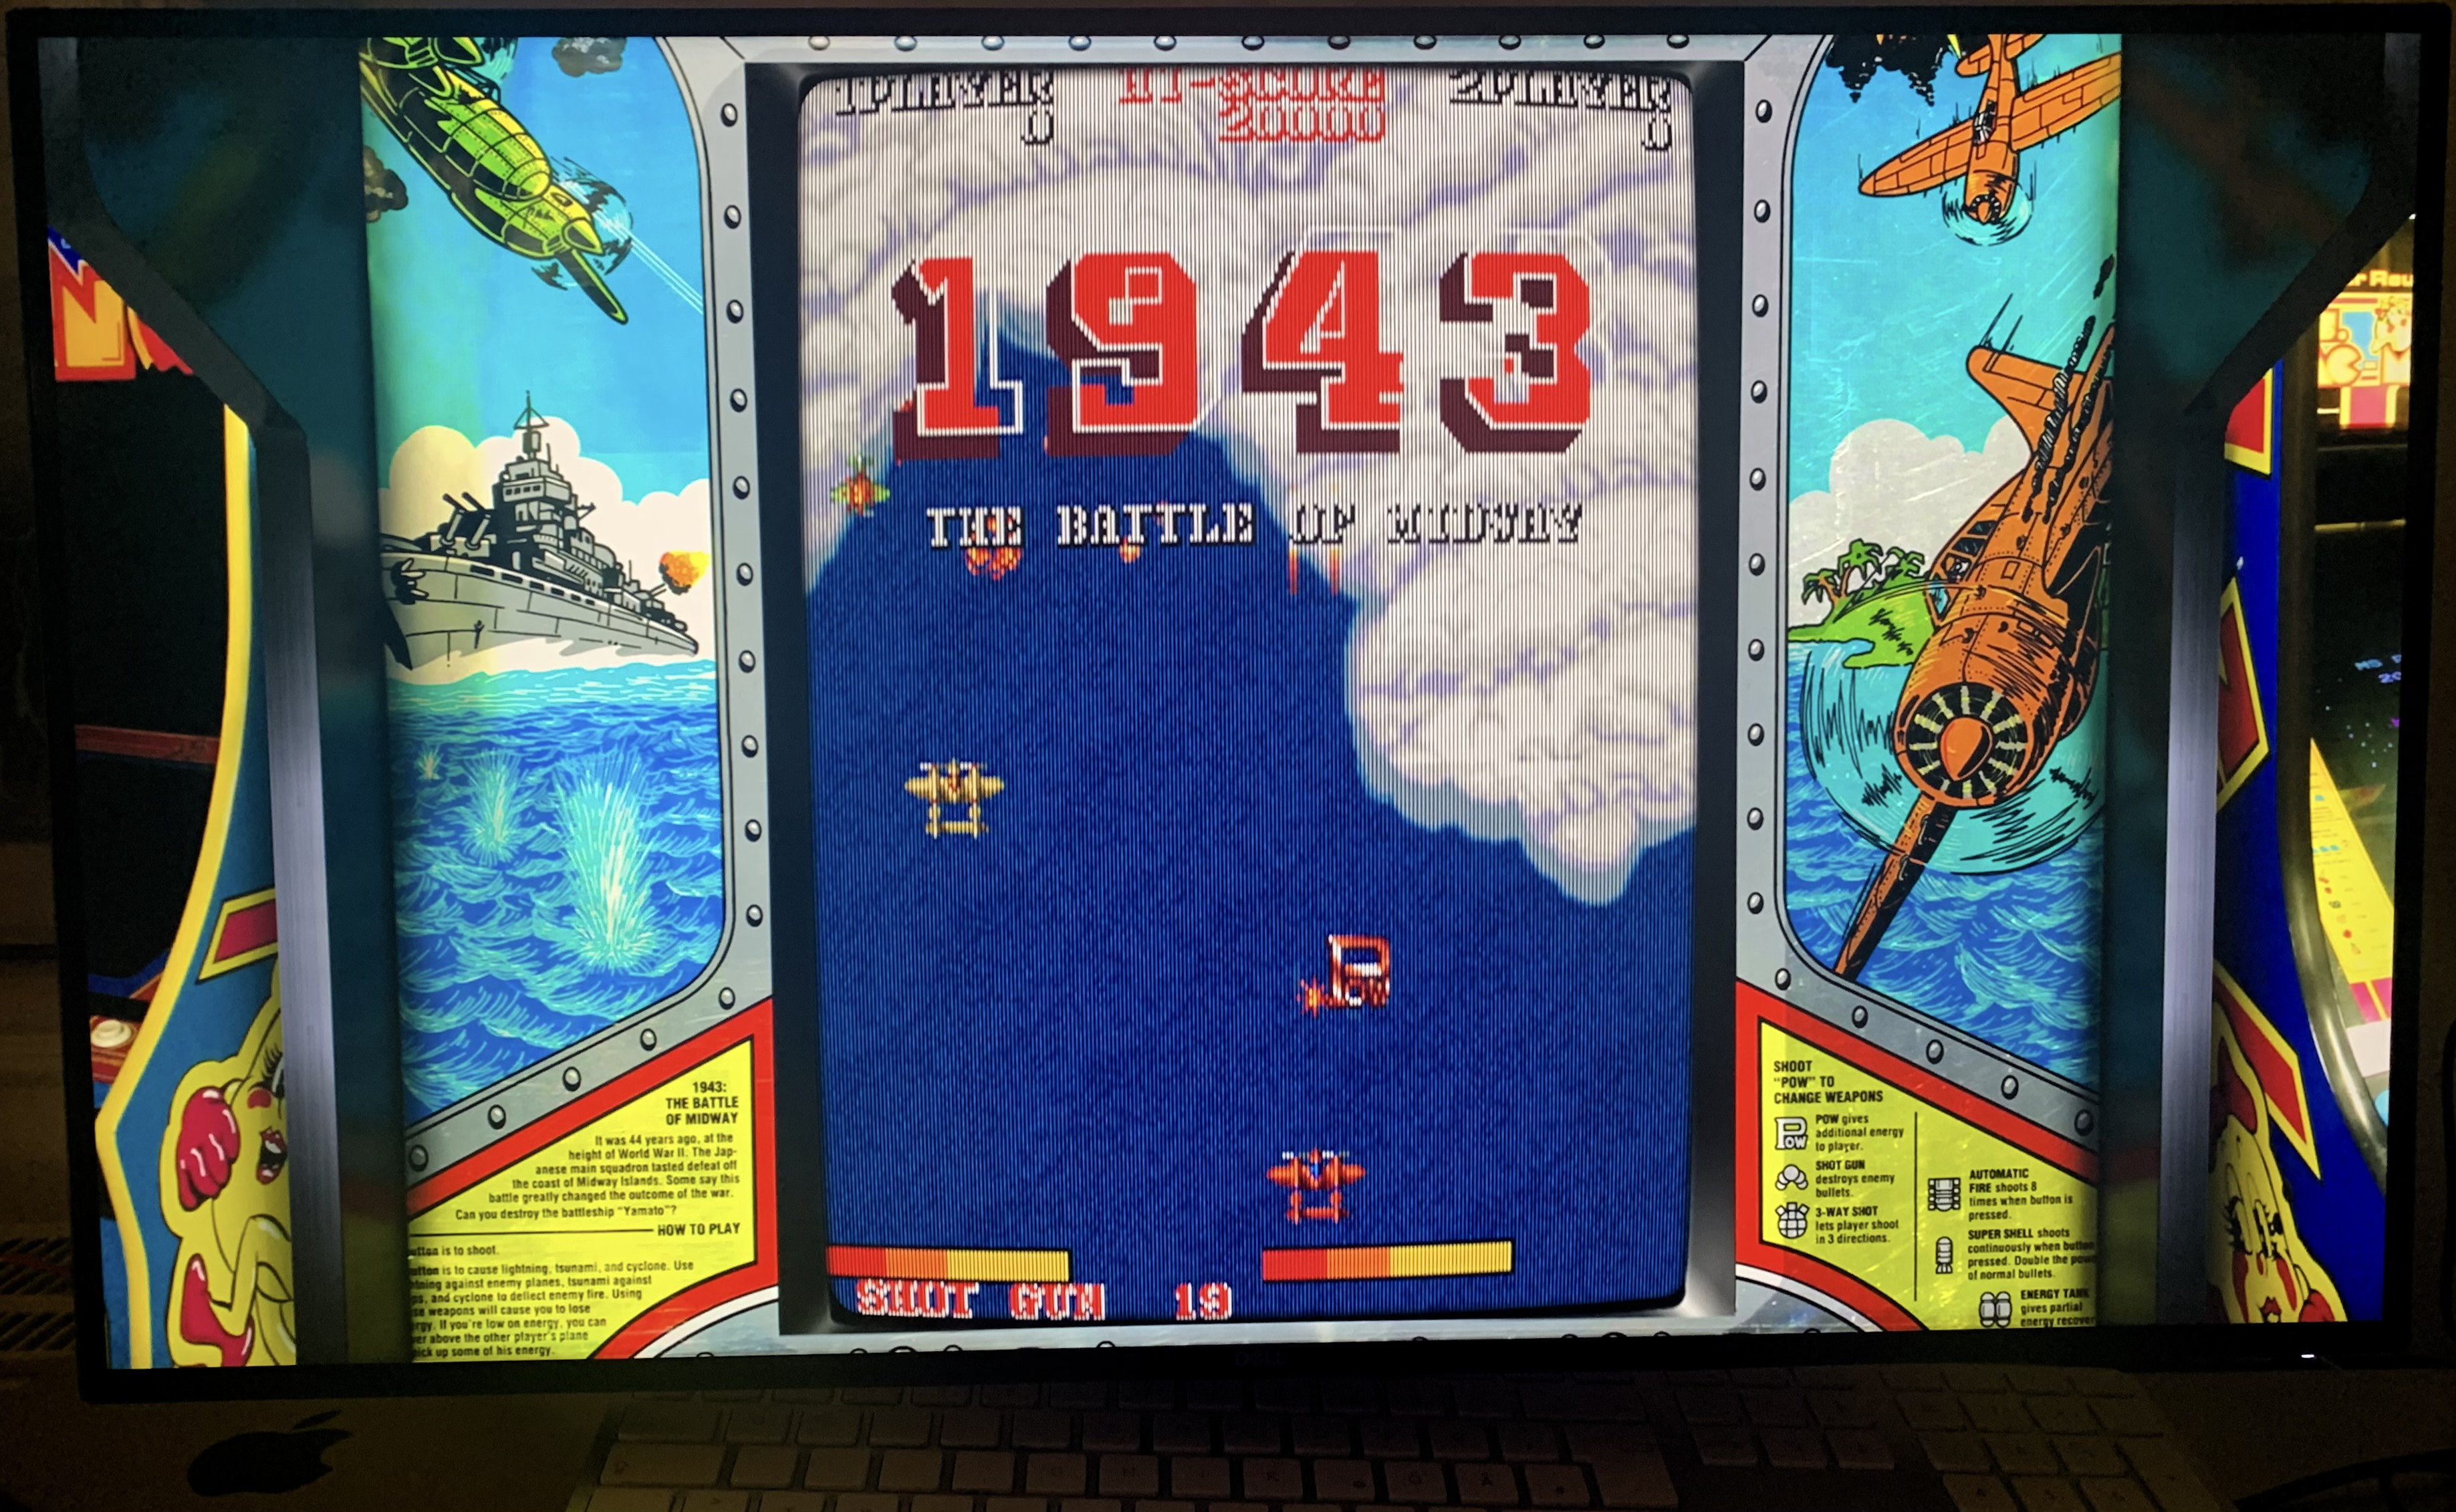 1PLAYER HI-SCORE 2PLAYER
0 20000 0
1943
THE BATTLE OF MIDWAY
POW
SHOT GUN 19
1943:
THE BATTLE
OF MIDWAY
It was 44 years ago, at the
height of World War II. The Jap-
anese main squadron tasted defeat off
the coast of Midway Islands. Some say this
battle greatly changed the outcome of the war.
Can you destroy the battleship "Yamato"?
HOW TO PLAY
is to shoot.
is to cause lightning, tsunami, and cyclone. Use
against enemy planes, tsunami against
and cyclone to deflect enemy fire. Using
weapons will cause you to lose
If you're low on energy, you can
above the other player's plane
pick up some of his energy.
SHOOT
"POW" TO
CHANGE WEAPONS
POW
POW gives
additional energy
to player.
SHOT GUN
destroys enemy
bullets.
3-WAY SHOT
lets player shoot
in 3 directions.
AUTOMATIC
FIRE shoots 8
times when button is
pressed.
SUPER SHELL shoots
continuously when button
pressed. Double the
of normal bullets.
ENERGY TANK
gives partial
energy